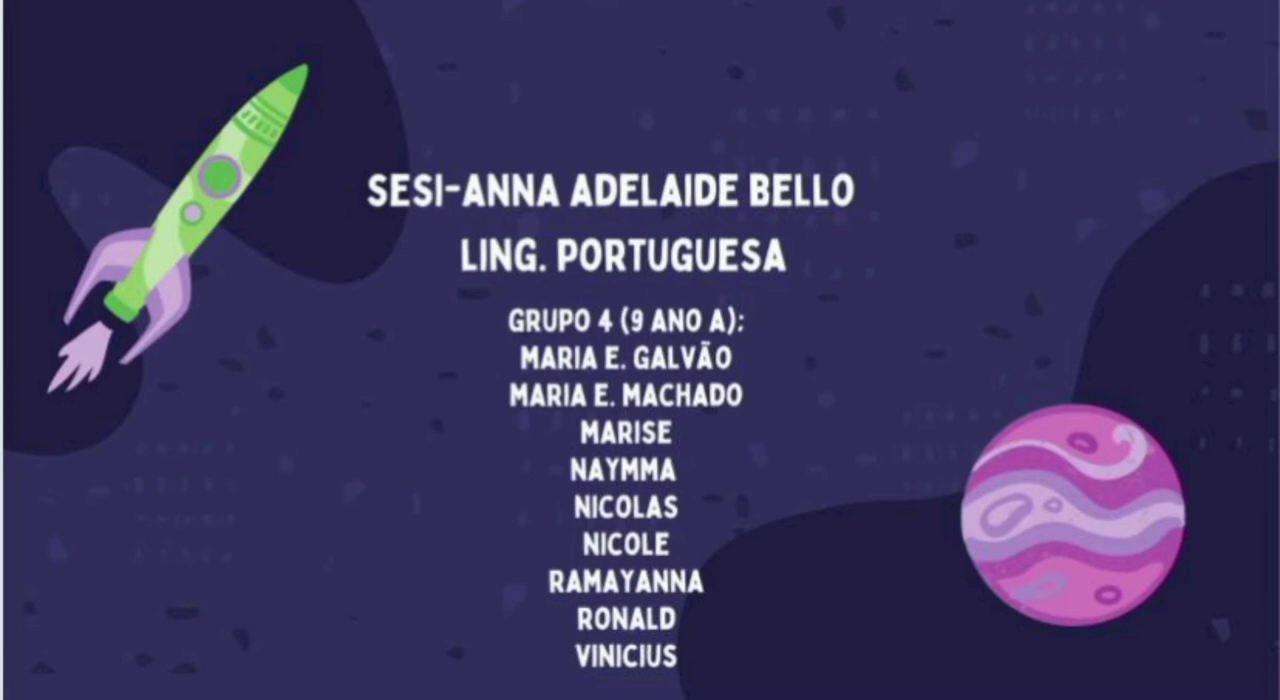 SESI-ANNA ADELAIDE BELLO
LING. PORTUGUESA
GRUPO 4 (9 ANO A):
MARIA E. GALVÃO
MARIA E. MACHADO
MARISE
NAYMMA
NICOLAS
NICOLE
RAMAYANNA
RONALD
VINICIUS